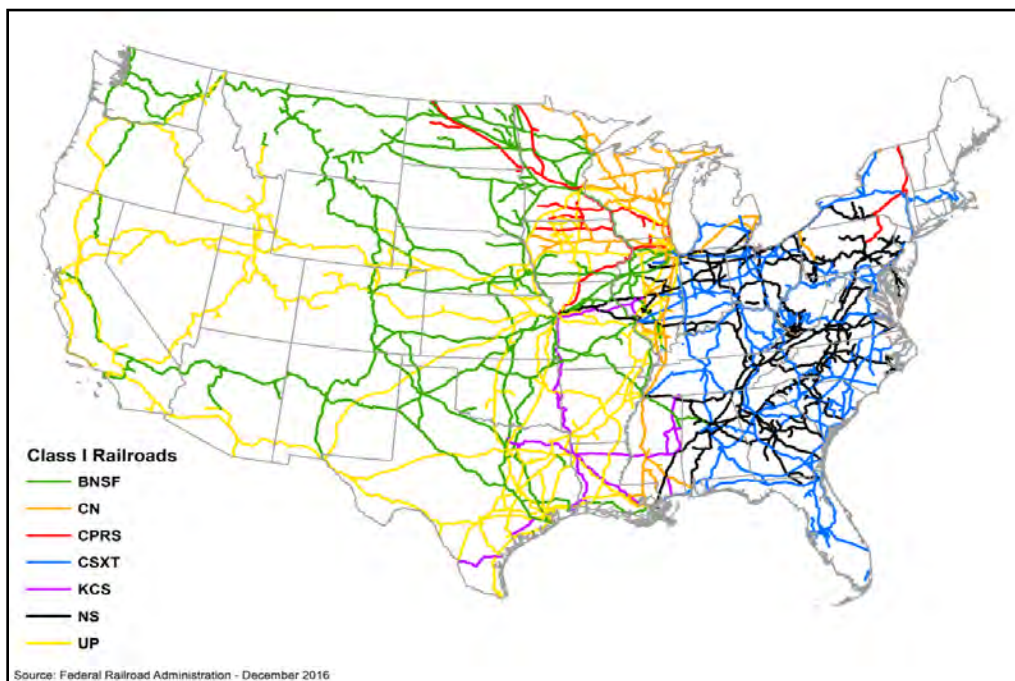 Class I Railroads
BNSF
CN
CPRS
CSXT
KCS
NS
UP
Source: Federal Railroad Administration - December 2016